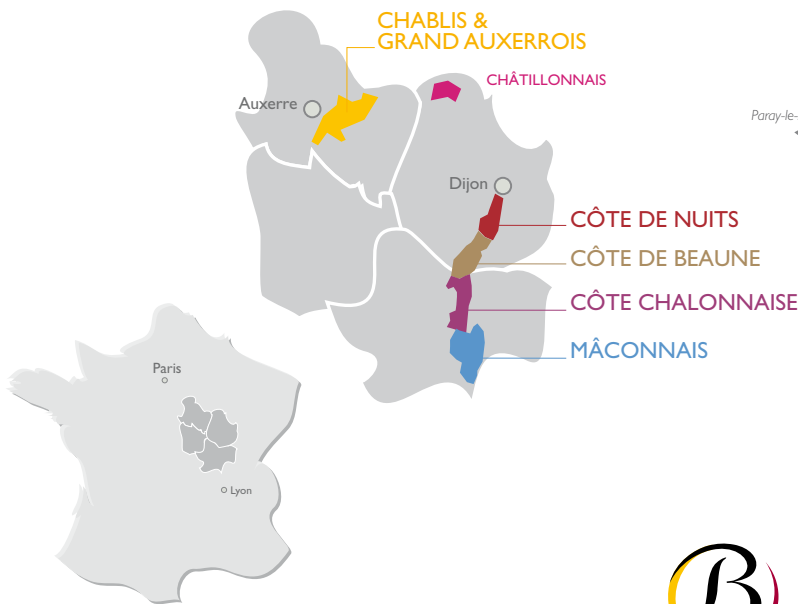 CHABLIS &
GRAND AUXERROIS
CHÂTILLONNAIS
Auxerre
Paray-le-
Dijon
CÔTE DE NUITS
CÔTE DE BEAUNE
CÔTE CHALONNAISE
MÂCONNAIS
Paris
Lyon
B